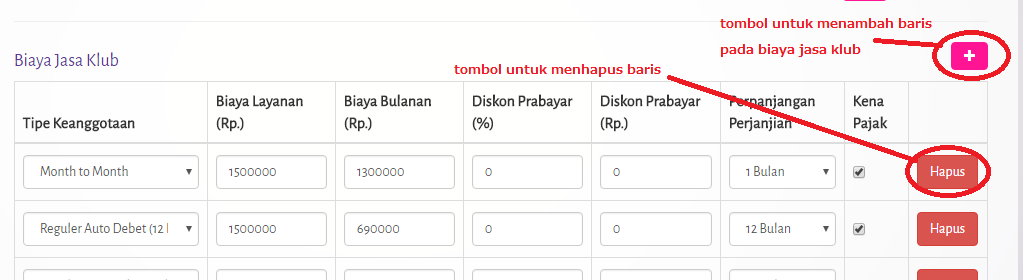 tombol untuk menambah baris
pada biaya jasa klub
+
Biaya Jasa Klub
tombol untuk menhapus baris
Tipe Keanggotaan
Biaya Layanan
(Rp.)
Biaya Bulanan
(Rp.)
Diskon Prabayar
(%)
Diskon Prabayar
(Rp.)
Perpanjangan
Perjanjian
Kena
Pajak
Month to Month
1500000
1300000
0
0
1 Bulan
Hapus
Reguler Auto Debet (12
1500000
690000
0
0
12 Bulan
Hapus